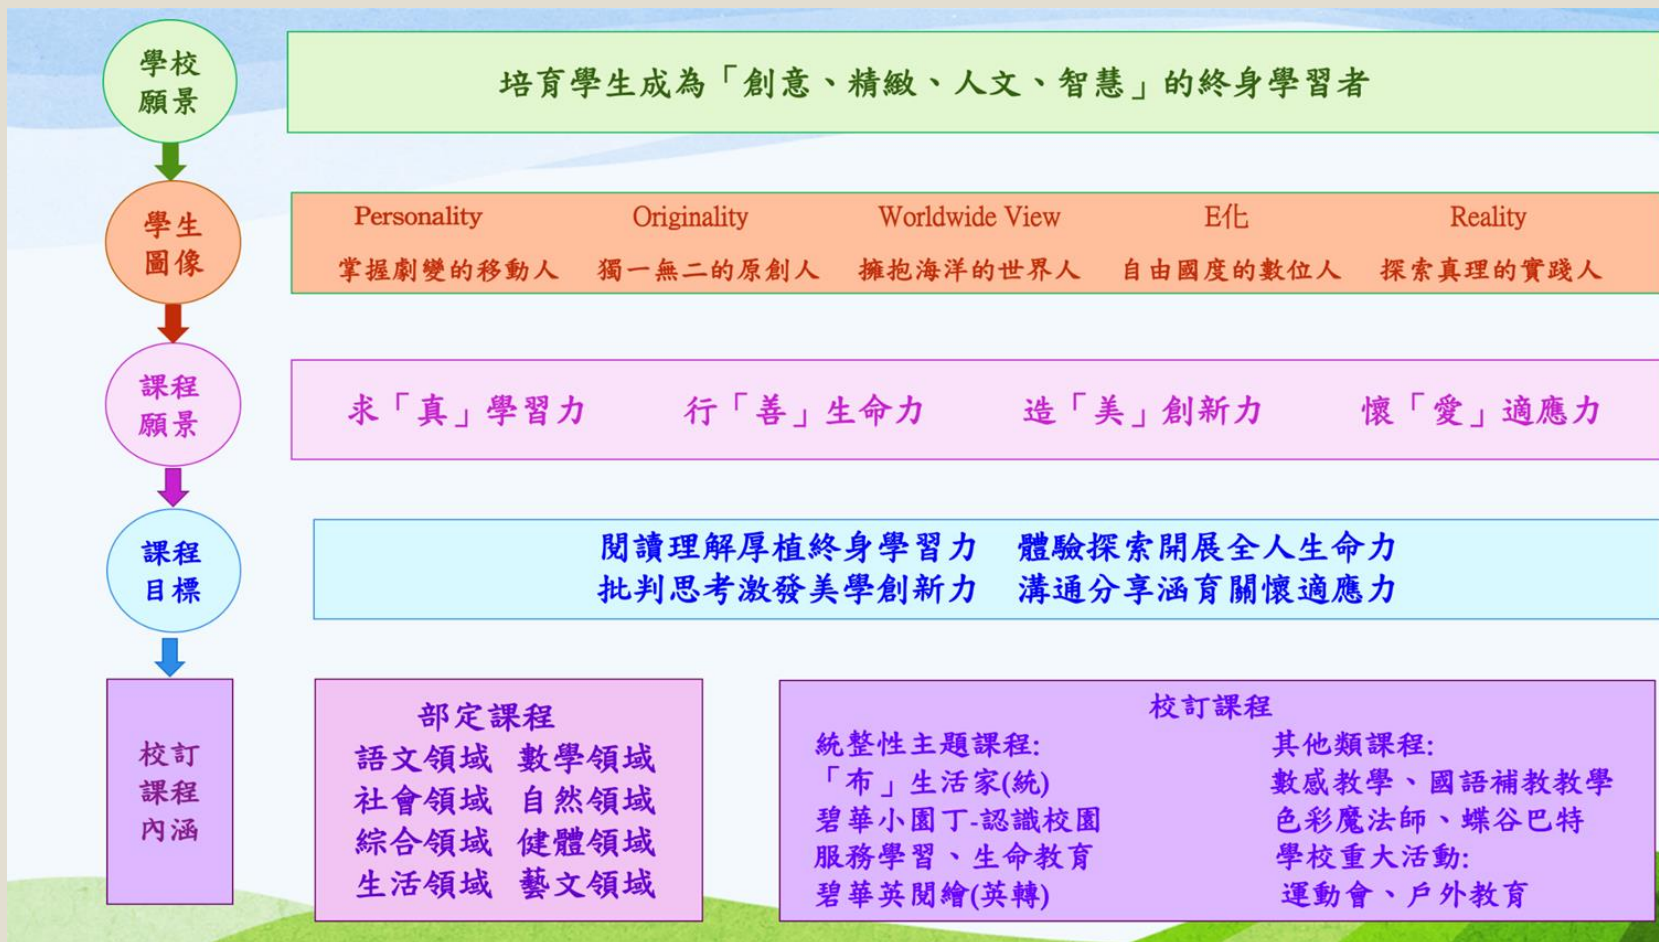 學校
願景
培育學生成為「創意、精緻、人文、智慧」的終身學習者
學生
圖像
Personality Originality Worldwide View E化 Reality
掌握劇變的移動人 獨一無二的原創人 擁抱海洋的世界人 自由國度的數位人 探索真理的實踐人
課程
願景
求「真」學習力 行「善」生命力 造「美」創新力 懷「愛」適應力
課程
目標
閱讀理解厚植終身學習力 體驗探索開展全人生命力
批判思考激發美學創新力 溝通分享涵育關懷適應力
校訂
課程
內涵
部定課程
語文領域 數學領域
社會領域 自然領域
綜合領域 健體領域
生活領域 藝文領域
校訂課程
統整性主題課程:
「布」生活家(統)
碧華小園丁-認識校園
服務學習、生命教育
碧華英閱繪(英轉)
其他類課程:
數感教學、國語補教教學
色彩魔法師、蝶谷巴特
學校重大活動:
運動會、戶外教育